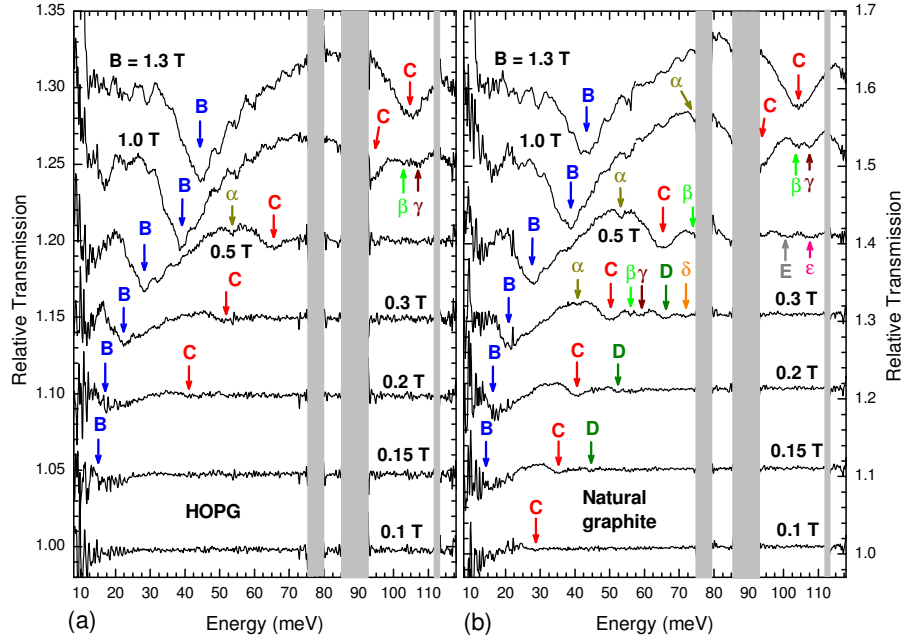 1.7
B = 1.3 T
B
C
1.30
1.0 T
B
C
β γ
1.25
B
α
C
0.5 T
1.20
B
C
0.3 T
1.15
B
C
0.2 T
1.10
B
0.15 T
1.05
HOPG
0.1 T
1.00
Relative Transmission
10 20 30 40 50 60 70 80 90 100 110
(a)
Energy (meV)
B = 1.3 T
B
α
C
1.6
1.0 T
B
C
β γ
1.5
B
α
C
β
0.5 T
E ε
1.4
B
α
C
β γ
D
δ
0.3 T
1.3
B
C
D
0.2 T
1.2
B
C
D
0.15 T
1.1
Natural
graphite
C
0.1 T
1.0
Relative Transmission
10 20 30 40 50 60 70 80 90 100 110
(b)
Energy (meV)